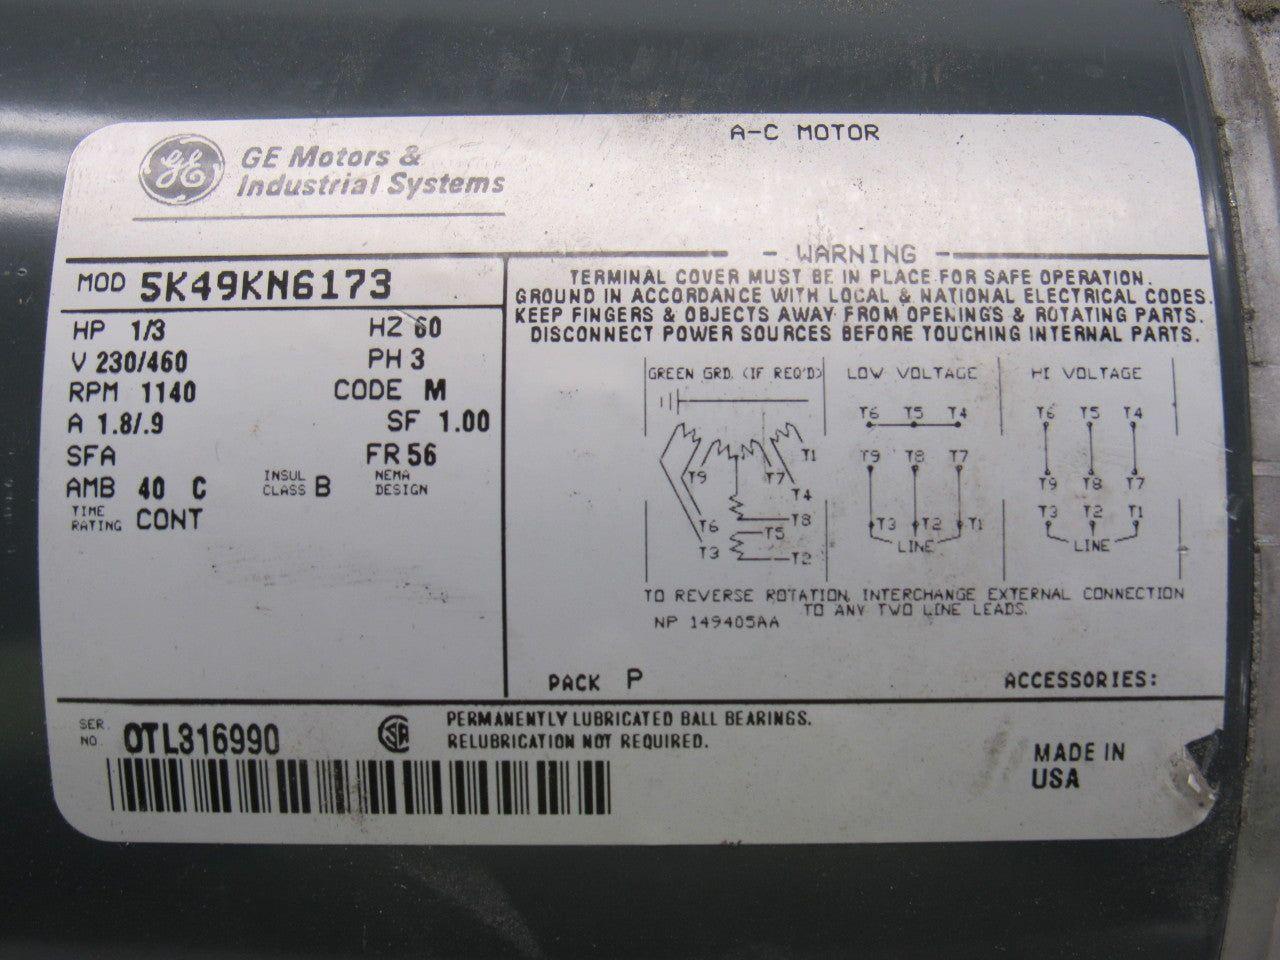 GE
GE Motors &
Industrial Systems
A-C MOTOR
MOD 5K49KN6173
HP 1/3 HZ 60
V 230/460 PH 3
RPM 1140 CODE M
A 1.8/.9 SF 1.00
SFA FR 56
AMB 40 C INSUL CLASS B NEMA DESIGN
TIME RATING CONT
- WARNING -
TERMINAL COVER MUST BE IN PLACE FOR SAFE OPERATION.
GROUND IN ACCORDANCE WITH LOCAL & NATIONAL ELECTRICAL CODES.
KEEP FINGERS & OBJECTS AWAY FROM OPENINGS & ROTATING PARTS.
DISCONNECT POWER SOURCES BEFORE TOUCHING INTERNAL PARTS.
GREEN GRD. (IF REQ'D)
T1
T9 T7
T4
T6 T8
T5
T3 T2
LOW VOLTAGE
T6 T5 T4
T9 T8 T7
T3 T2 T1
LINE
HI VOLTAGE
T6 T5 T4
T9 T8 T7
T3 T2 T1
LINE
TO REVERSE ROTATION, INTERCHANGE EXTERNAL CONNECTION
TO ANY TWO LINE LEADS.
NP 149405AA
PACK P
ACCESSORIES:
SER. NO. OTL316990
SA
PERMANENTLY LUBRICATED BALL BEARINGS.
RELUBRICATION NOT REQUIRED.
MADE IN
USA